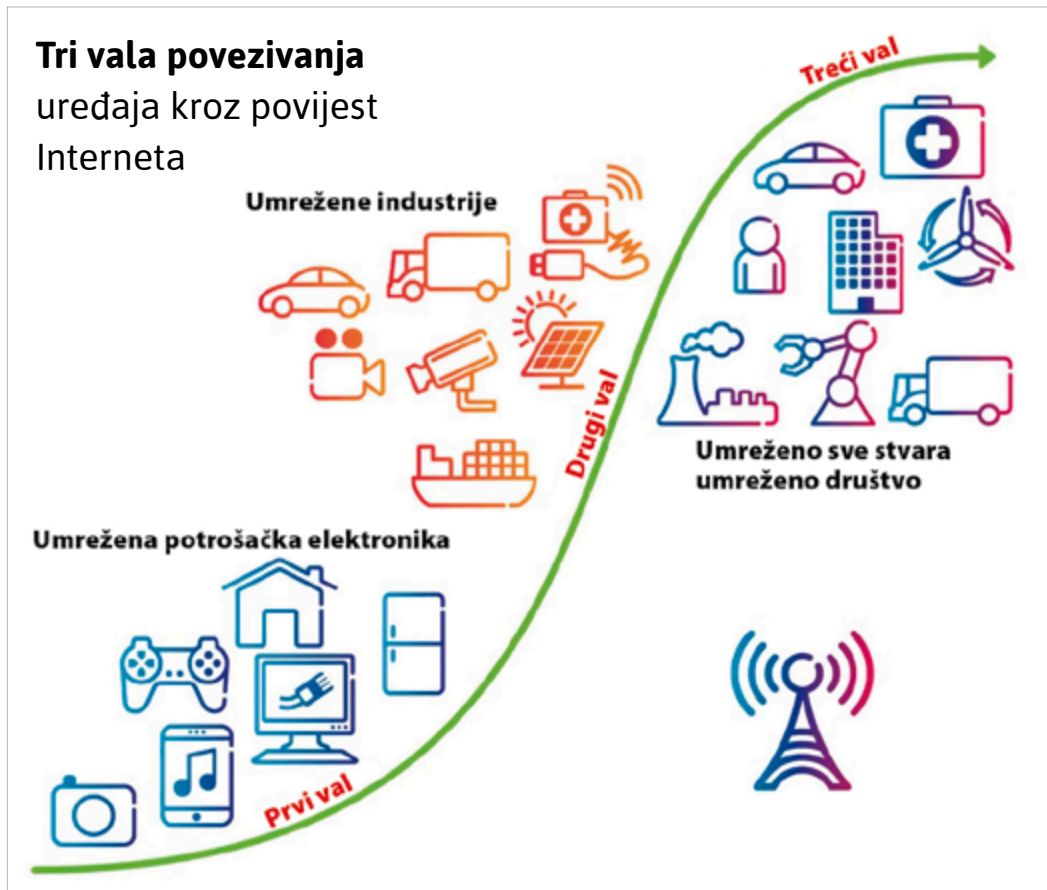 Tri vala povezivanja
uređaja kroz povijest
Interneta
Treći val
Umrežene industrije
Drugi val
Umreženo sve stvara
umreženo društvo
Umrežena potrošačka elektronika
Prvi val